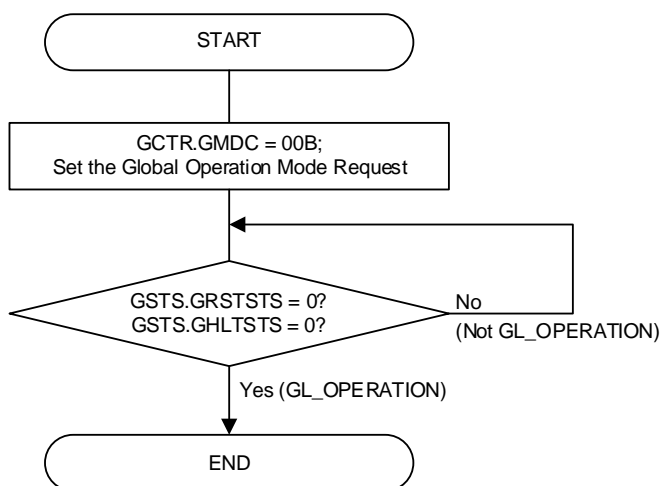 START
GCTR.GMDC = 00B;
Set the Global Operation Mode Request
GSTS.GRSTSTS = 0?
GSTS.GHLTSTS = 0?
No
(Not GL_OPERATION)
Yes (GL_OPERATION)
END